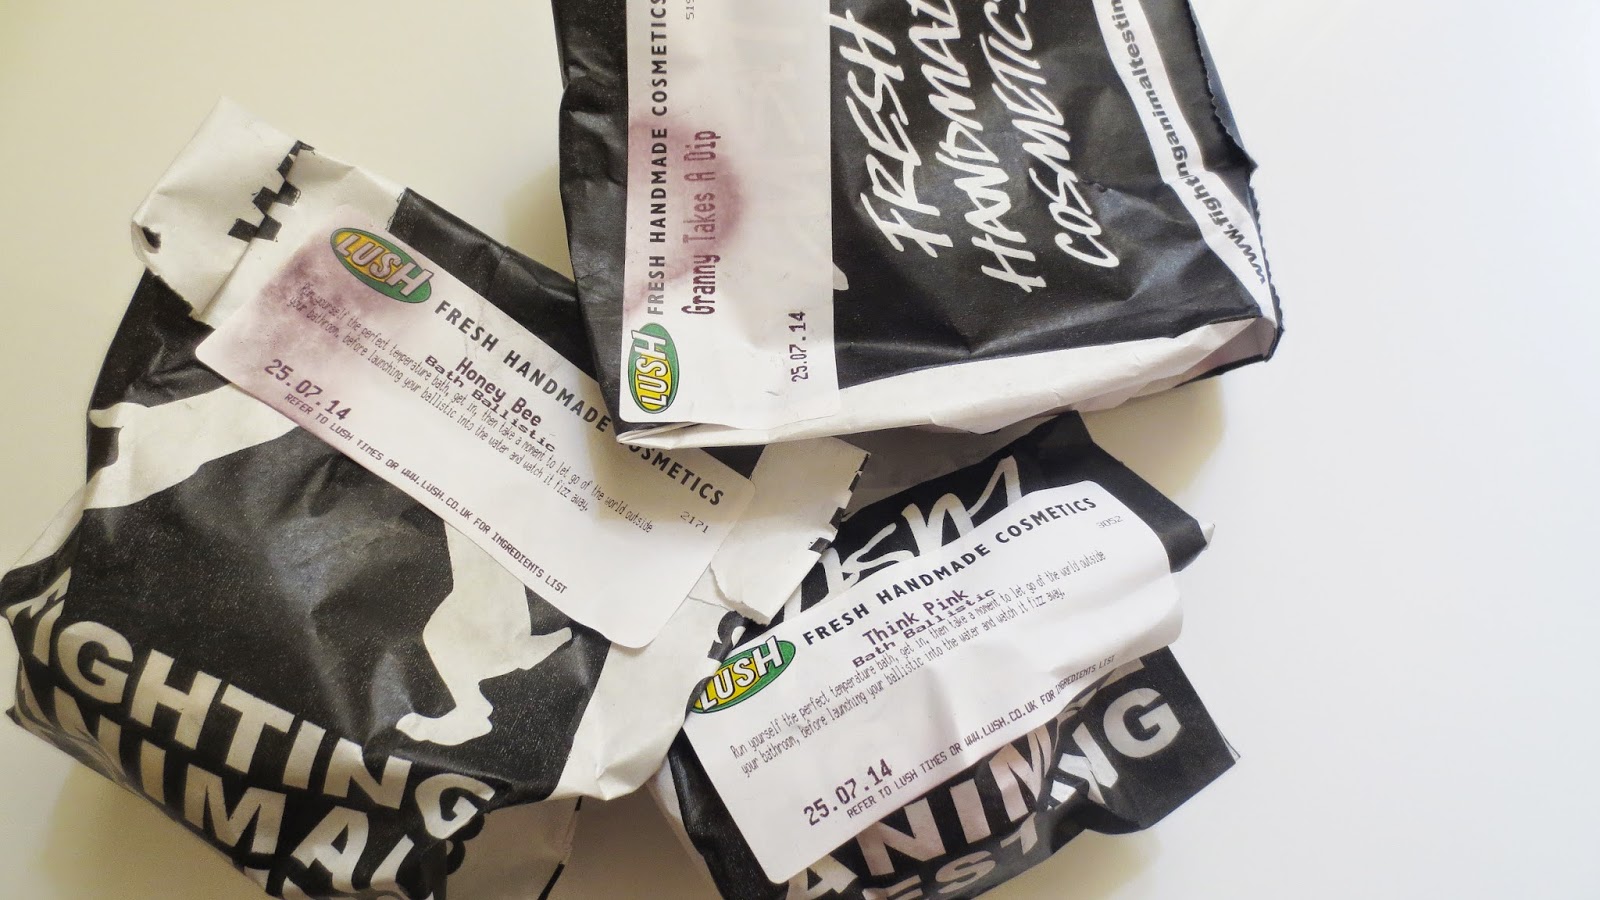 LUSH
FRESH HANDMADE COSMETICS
519
Granny Takes A Dip
25.07.14
FRESH
HANDMADE
COSMETICS
www.fightinganimaltestin
LUSH
FRESH HANDMADE COSMETICS
2171
Honey Bee
Bath Ballistic
Run yourself the perfect temperature bath, get in, then take a moment to let go of the world outside
your bathroom, before launching your ballistic into the water and watch it fizz away.
25.07.14
REFER TO LUSH TIMES OR WWW.LUSH.CO.UK FOR INGREDIENTS LIST
FIGHTING
ANIMAL
LUSH
FRESH HANDMADE COSMETICS
Think Pink
Bath Ballistic
Run yourself the perfect temperature bath, get in, then take a moment to let go of the world outside
your bathroom, before launching your ballistic into the water and watch it fizz away.
25.07.14
REFER TO LUSH TIMES OR WWW.LUSH.CO.UK FOR INGREDIENTS LIST
ANIM